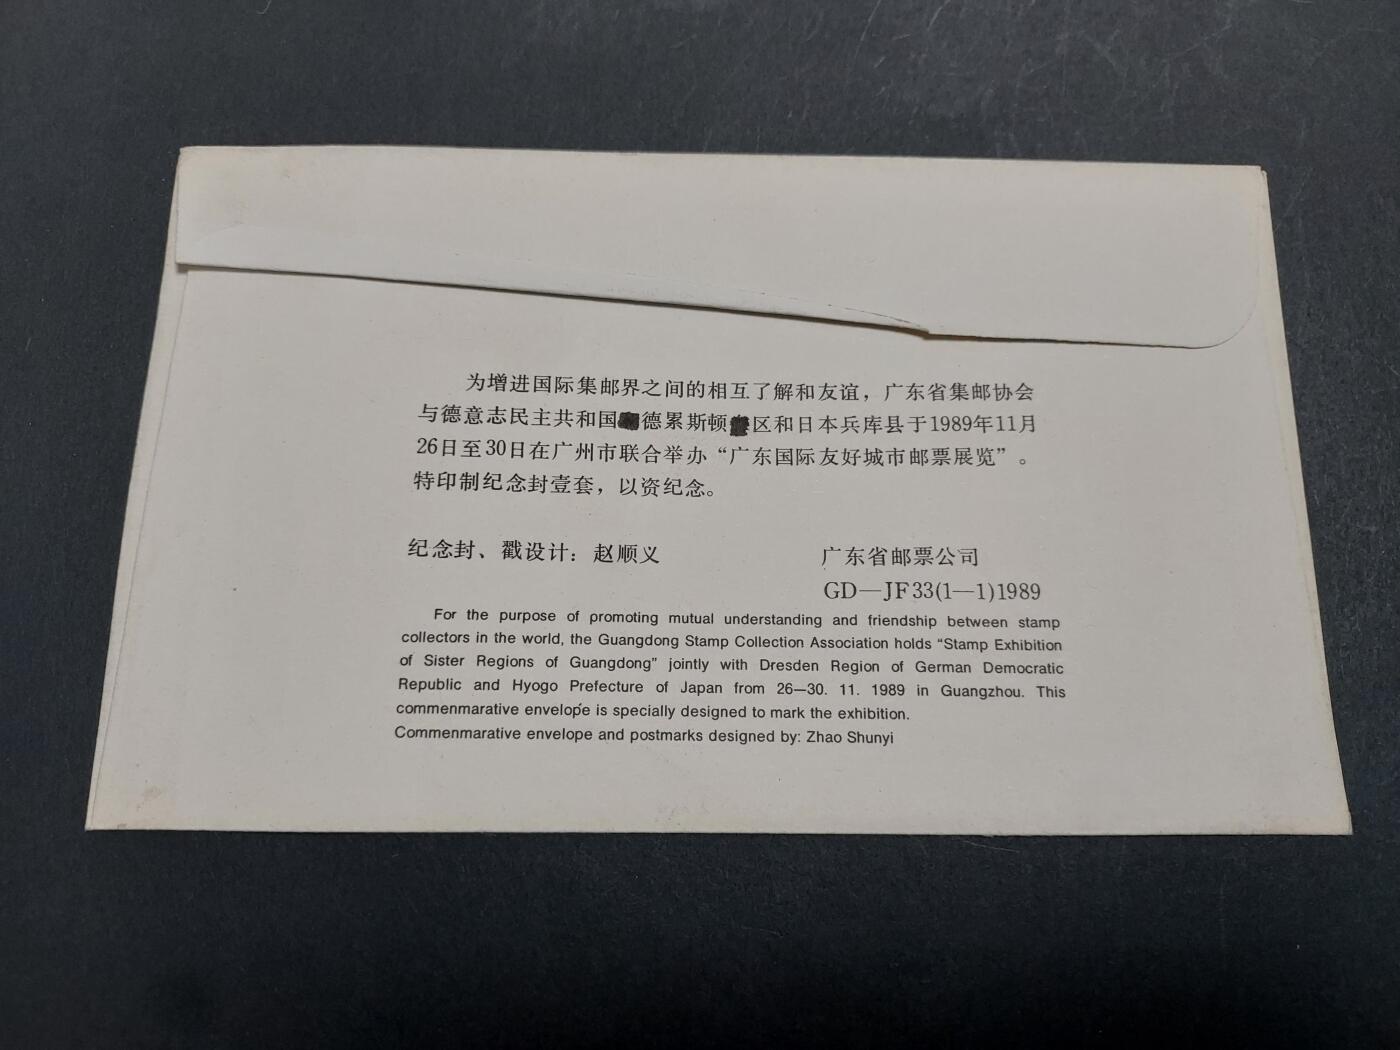 为增进国际集邮界之间的相互了解和友谊，广东省集邮协会
与德意志民主共和国德累斯顿区和日本兵库县于1989年11月
26日至30日在广州市联合举办“广东国际友好城市邮票展览”。
特印制纪念封壹套，以资纪念。
纪念封、戳设计：赵顺义
广东省邮票公司
GD—JF33(1—1)1989
For the purpose of promoting mutual understanding and friendship between stamp
collectors in the world, the Guangdong Stamp Collection Association holds “Stamp Exhibition
of Sister Regions of Guangdong” jointly with Dresden Region of German Democratic
Republic and Hyogo Prefecture of Japan from 26—30. 11. 1989 in Guangzhou. This
commenmarative envelope is specially designed to mark the exhibition.
Commenmarative envelope and postmarks designed by: Zhao Shunyi